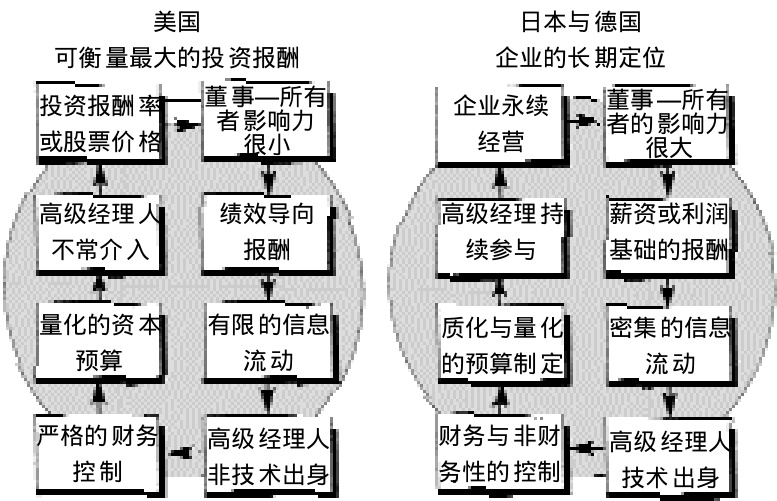 美国
可衡量最大的投资报酬
投资报酬率
或股票价格
董事—所有
者影响力
很小
高级经理人
不常介入
绩效导向
报酬
量化的资本
预算
有限的信息
流动
严格的财务
控制
高级经理人
非技术出身
日本与德国
企业的长期定位
企业永续
经营
董事—所有
者的影响力
很大
高级经理持
续参与
薪资或利润
基础的报酬
质化与量化
的预算制定
密集的信息
流动
财务与非财
务性的控制
高级经理人
技术出身